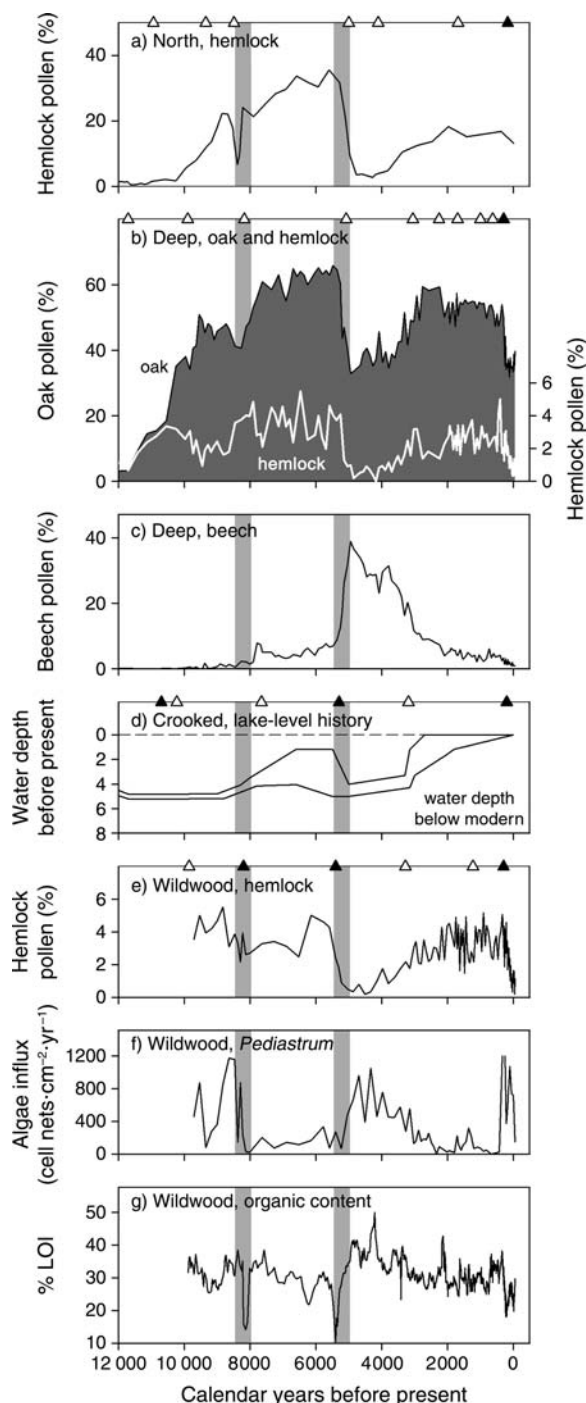 a) North, hemlock
Hemlock pollen (%)
40
20
0
b) Deep, oak and hemlock
Oak pollen (%)
60
40
20
0
oak
hemlock
6
4
2
0
Hemlock pollen (%)
c) Deep, beech
Beech pollen (%)
40
20
0
d) Crooked, lake-level history
Water depth
before present
0
2
4
6
8
water depth
below modern
e) Wildwood, hemlock
Hemlock
pollen (%)
6
4
2
0
f) Wildwood, Pediastrum
Algae influx
(cell nets·cm⁻²·yr⁻¹)
1200
800
400
0
g) Wildwood, organic content
% LOI
50
40
30
20
10
12 000 10 000 8000 6000 4000 2000 0
Calendar years before present